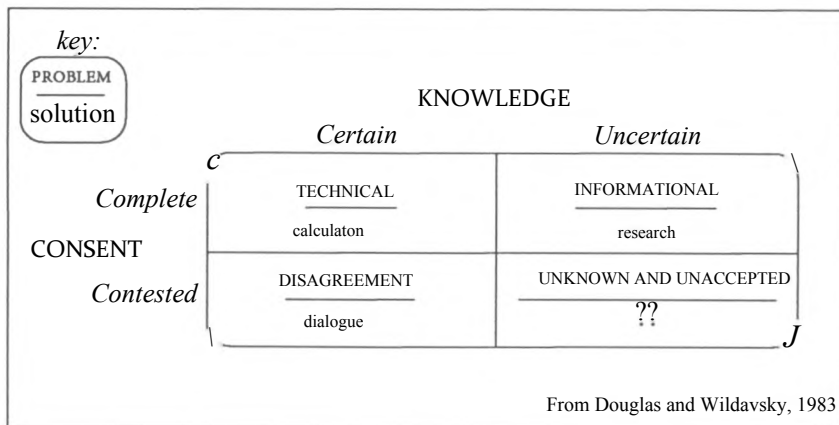 key:
PROBLEM
solution
KNOWLEDGE
Certain Uncertain
c
Complete TECHNICAL INFORMATIONAL
calculaton research
CONSENT
Contested DISAGREEMENT UNKNOWN AND UNACCEPTED
dialogue ??
J
From Douglas and Wildavsky, 1983